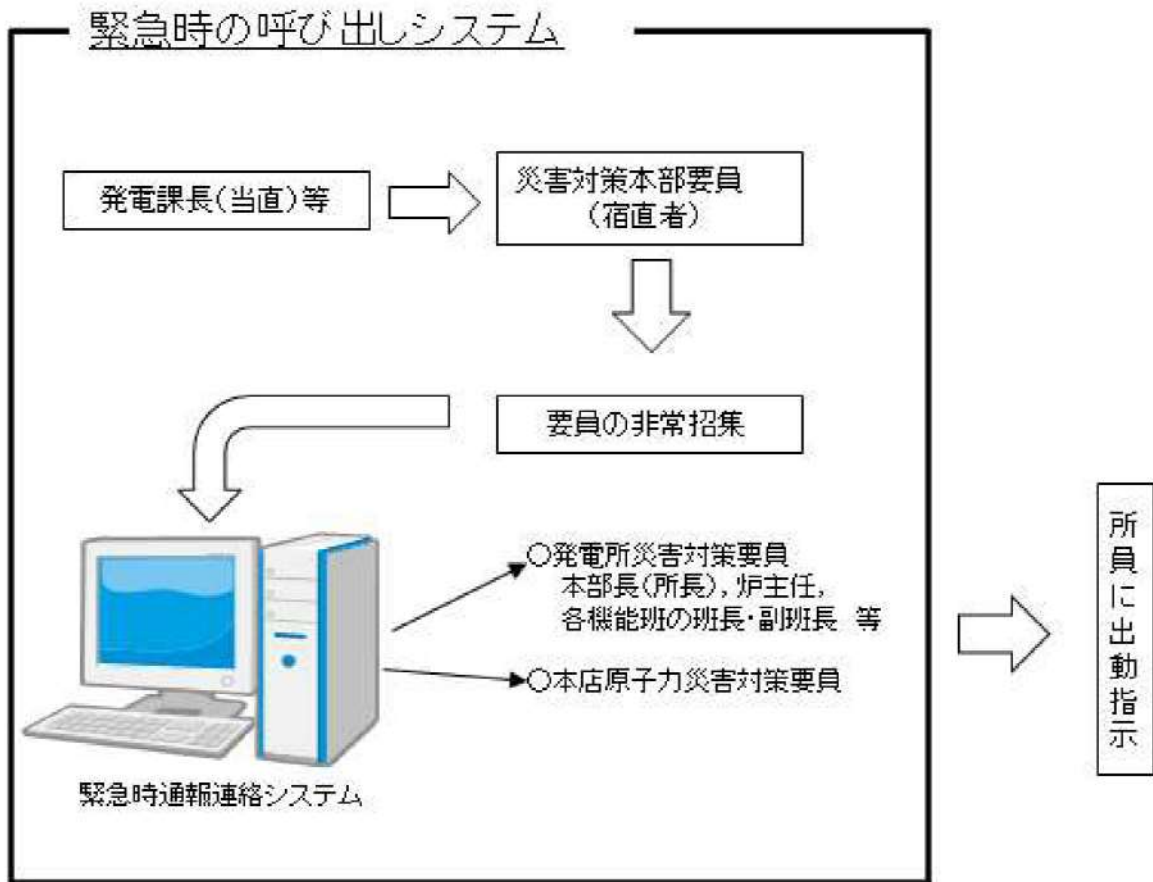 緊急時の呼び出しシステム
発電課長(当直)等
災害対策本部要員
(宿直者)
要員の非常招集
○発電所災害対策要員
本部長(所長),炉主任,
各機能班の班長・副班長 等
○本店原子力災害対策要員
緊急時通報連絡システム
所員に出動指示